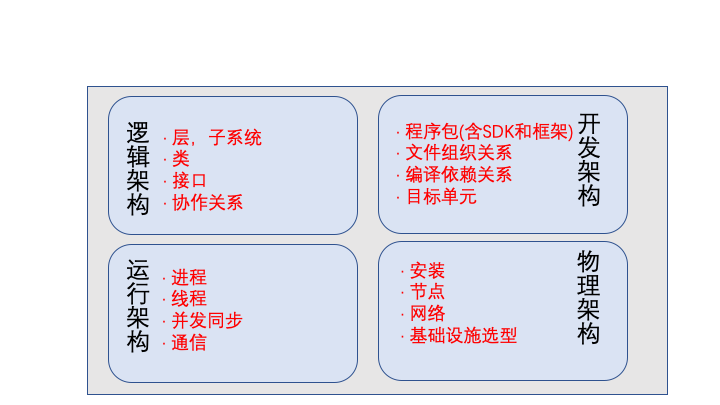 逻辑架构
· 层，子系统
· 类
· 接口
· 协作关系
· 程序包(含SDK和框架)
· 文件组织关系
· 编译依赖关系
· 目标单元
开发架构
运行架构
· 进程
· 线程
· 并发同步
· 通信
· 安装
· 节点
· 网络
· 基础设施选型
物理架构